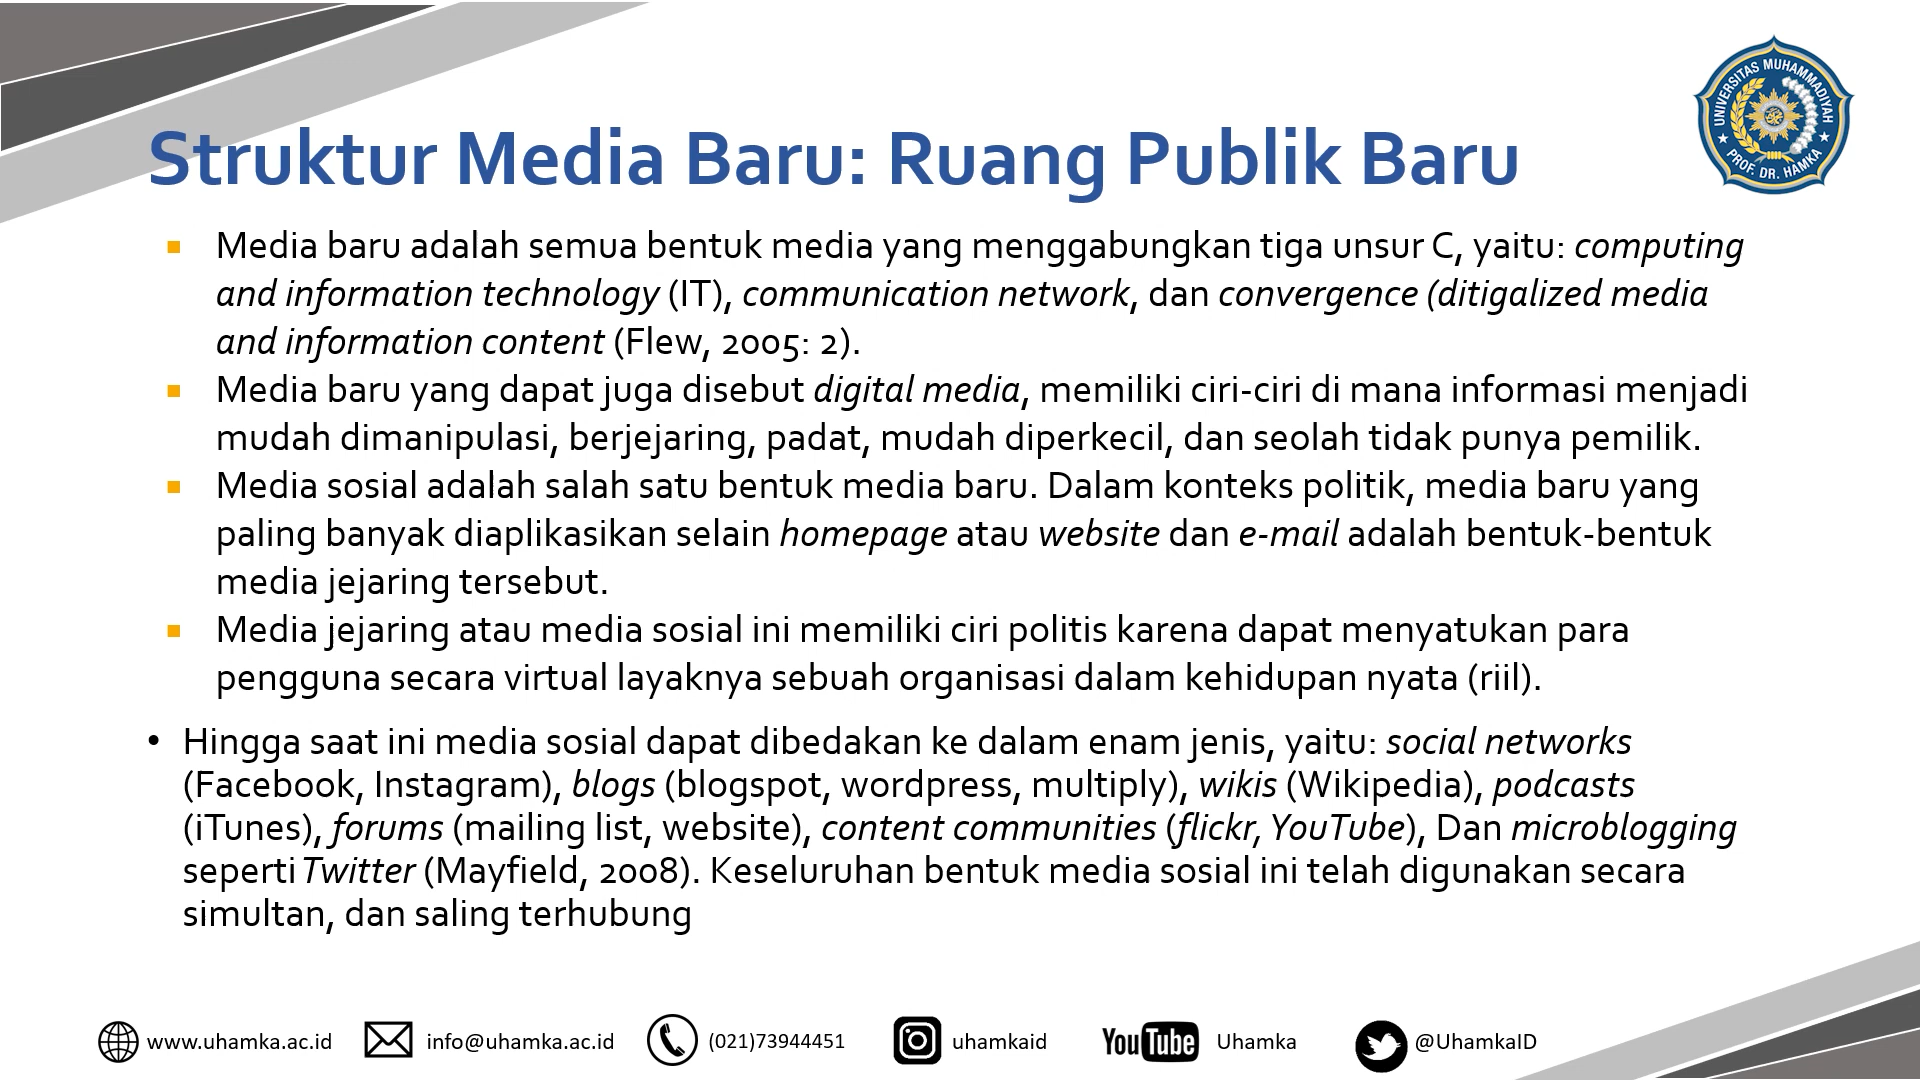 UNIVERSITAS MUHAMMADIYAH
PROF. DR. HAMKA
Struktur Media Baru: Ruang Publik Baru
Media baru adalah semua bentuk media yang menggabungkan tiga unsur C, yaitu: computing
and information technology (IT), communication network, dan convergence (ditigalized media
and information content (Flew, 2005: 2).
Media baru yang dapat juga disebut digital media, memiliki ciri-ciri di mana informasi menjadi
mudah dimanipulasi, berjejaring, padat, mudah diperkecil, dan seolah tidak punya pemilik.
Media sosial adalah salah satu bentuk media baru. Dalam konteks politik, media baru yang
paling banyak diaplikasikan selain homepage atau website dan e-mail adalah bentuk-bentuk
media jejaring tersebut.
Media jejaring atau media sosial ini memiliki ciri politis karena dapat menyatukan para
pengguna secara virtual layaknya sebuah organisasi dalam kehidupan nyata (riil).
• Hingga saat ini media sosial dapat dibedakan ke dalam enam jenis, yaitu: social networks
(Facebook, Instagram), blogs (blogspot, wordpress, multiply), wikis (Wikipedia), podcasts
(iTunes), forums (mailing list, website), content communities (flickr, YouTube), Dan microblogging
seperti Twitter (Mayfield, 2008). Keseluruhan bentuk media sosial ini telah digunakan secara
simultan, dan saling terhubung
www.uhamka.ac.id info@uhamka.ac.id (021)73944451 uhamkaid YouTube Uhamka @UhamkaID